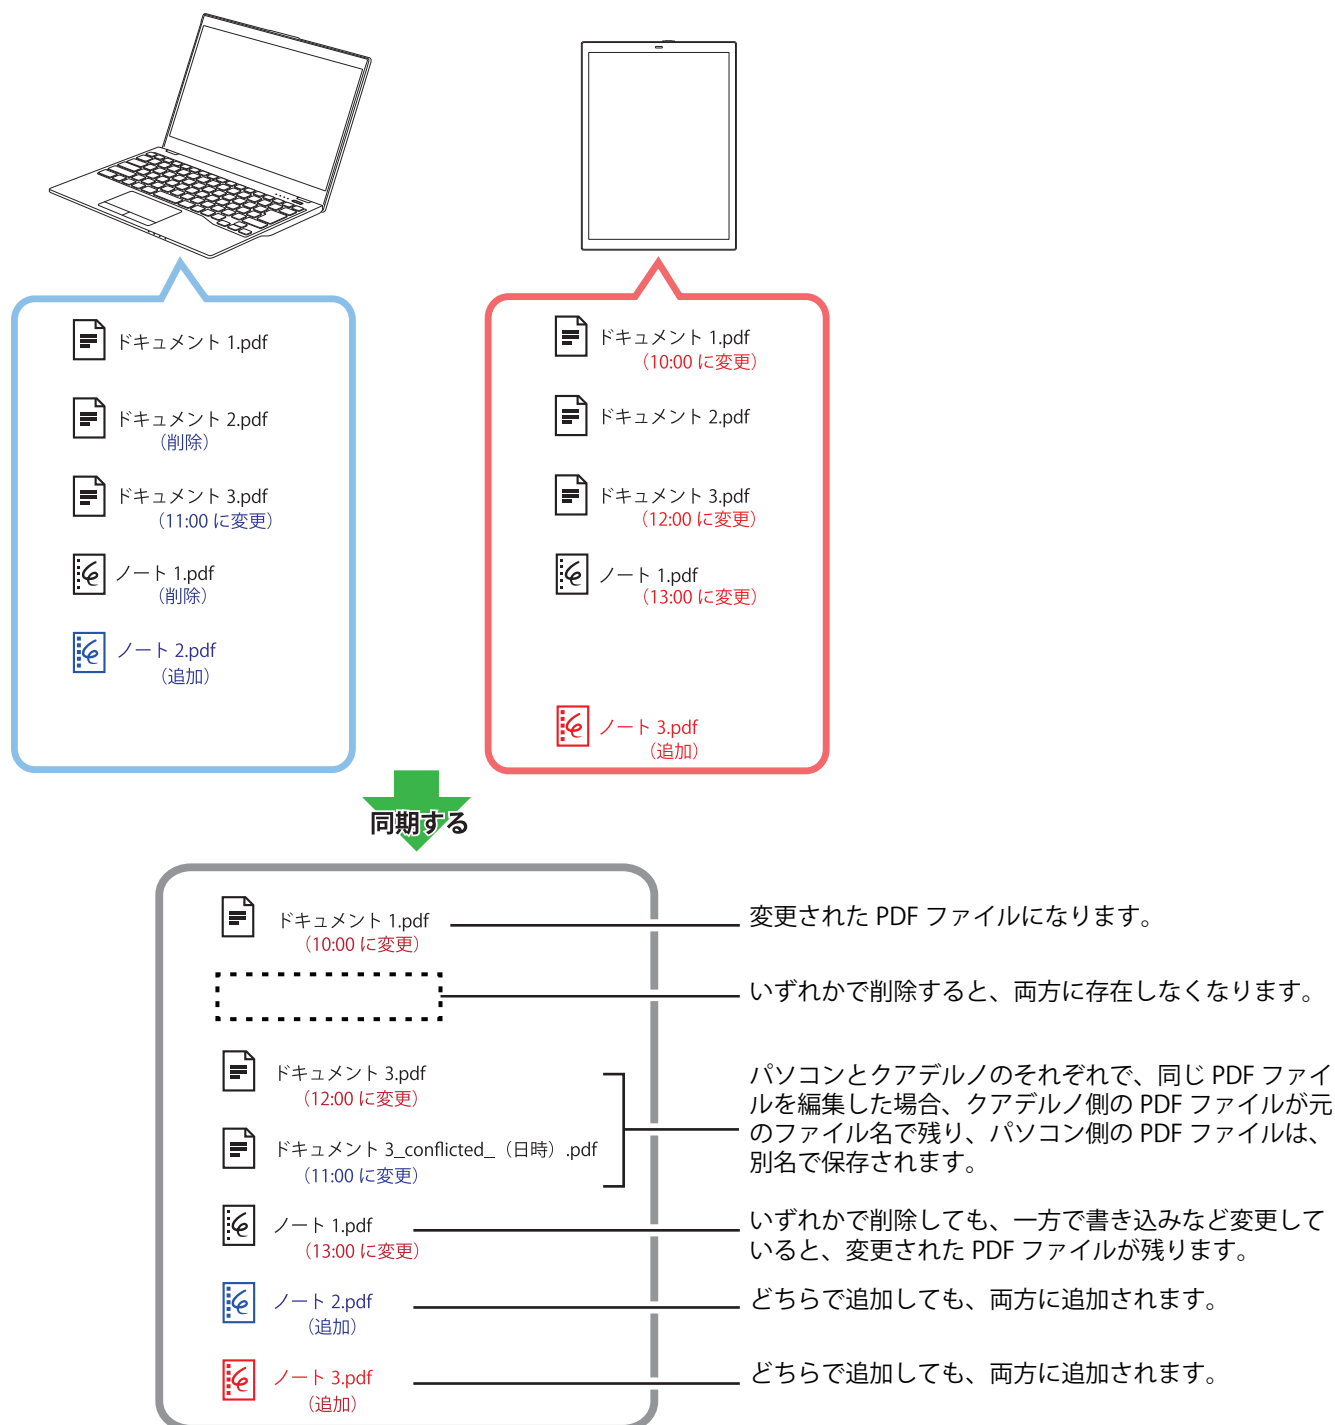 ドキュメント 1.pdf
ドキュメント 2.pdf
（削除）
ドキュメント 3.pdf
（11:00 に変更）
ノート 1.pdf
（削除）
ノート 2.pdf
（追加）
ドキュメント 1.pdf
（10:00 に変更）
ドキュメント 2.pdf
ドキュメント 3.pdf
（12:00 に変更）
ノート 1.pdf
（13:00 に変更）
ノート 3.pdf
（追加）
同期する
ドキュメント 1.pdf
（10:00 に変更）
変更された PDF ファイルになります。
いずれかで削除すると、両方に存在しなくなります。
ドキュメント 3.pdf
（12:00 に変更）
ドキュメント 3_conflicted_（日時）.pdf
（11:00 に変更）
パソコンとクアデルノのそれぞれで、同じ PDF ファイ
ルを編集した場合、クアデルノ側の PDF ファイルが元
のファイル名で残り、パソコン側の PDF ファイルは、
別名で保存されます。
ノート 1.pdf
（13:00 に変更）
いずれかで削除しても、一方で書き込みなど変更して
いると、変更された PDF ファイルが残ります。
ノート 2.pdf
（追加）
どちらで追加しても、両方に追加されます。
ノート 3.pdf
（追加）
どちらで追加しても、両方に追加されます。